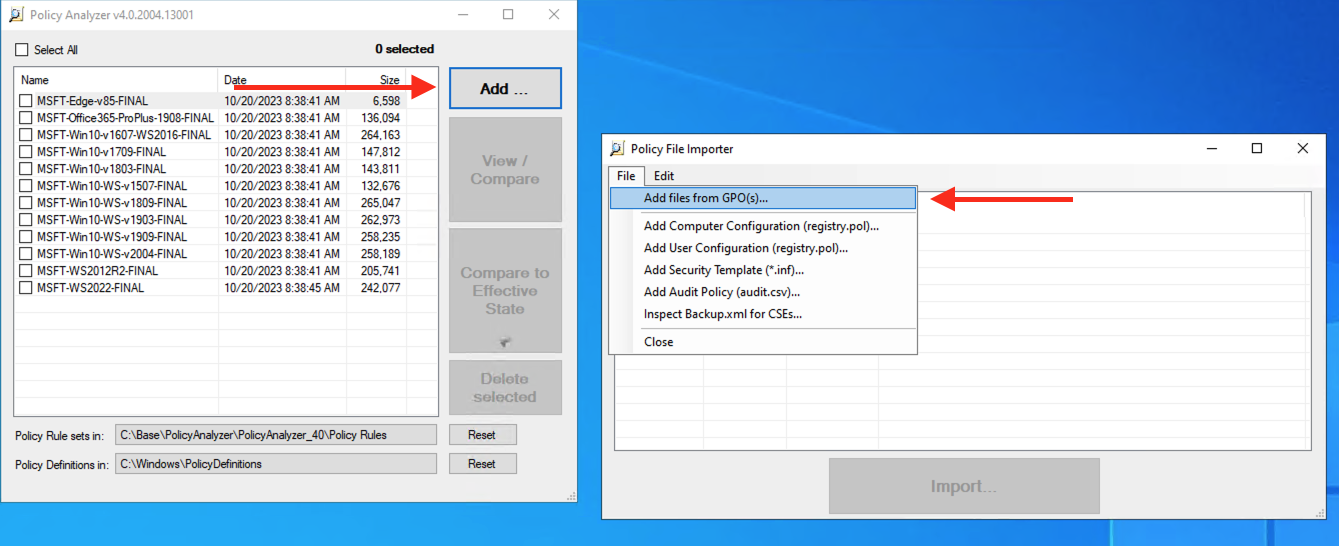 Policy Analyzer v4.0.2004.13001
Select All 0 selected
Name Date Size
MSFT-Edge-v85-FINAL 10/20/2023 8:38:41 AM 6,598
MSFT-Office365-ProPlus-1908-FINAL 10/20/2023 8:38:41 AM 136,094
MSFT-Win10-v1607-WS2016-FINAL 10/20/2023 8:38:41 AM 264,163
MSFT-Win10-v1709-FINAL 10/20/2023 8:38:41 AM 147,812
MSFT-Win10-v1803-FINAL 10/20/2023 8:38:41 AM 143,811
MSFT-Win10-WS-v1507-FINAL 10/20/2023 8:38:41 AM 132,676
MSFT-Win10-WS-v1809-FINAL 10/20/2023 8:38:41 AM 265,047
MSFT-Win10-WS-v1903-FINAL 10/20/2023 8:38:41 AM 262,973
MSFT-Win10-WS-v1909-FINAL 10/20/2023 8:38:41 AM 258,235
MSFT-Win10-WS-v2004-FINAL 10/20/2023 8:38:41 AM 258,189
MSFT-WS2012R2-FINAL 10/20/2023 8:38:41 AM 205,741
MSFT-WS2022-FINAL 10/20/2023 8:38:45 AM 242,077
Add ...
View /
Compare
Compare to
Effective
State
Delete
selected
Policy Rule sets in: C:\Base\PolicyAnalyzer\PolicyAnalyzer_40\Policy Rules Reset
Policy Definitions in: C:\Windows\PolicyDefinitions Reset
Policy File Importer
File Edit
Add files from GPO(s)...
Add Computer Configuration (registry.pol)...
Add User Configuration (registry.pol)...
Add Security Template (*.inf)...
Add Audit Policy (audit.csv)...
Inspect Backup.xml for CSEs...
Close
Import...